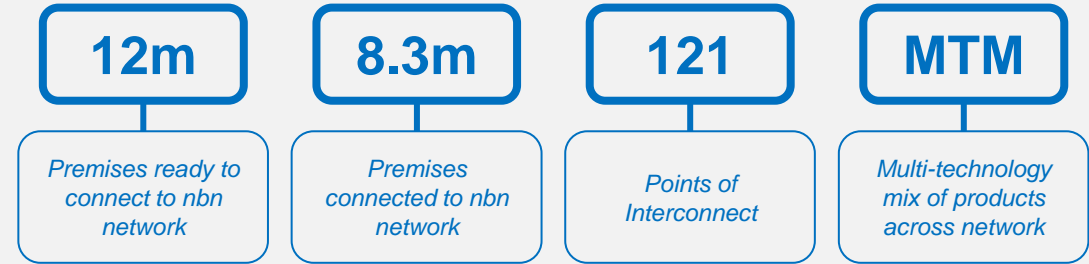 12m
8.3m
121
MTM
Premises ready to
connect to nbn
network
Premises
connected to nbn
network
Points of
Interconnect
Multi-technology
mix of products
across network